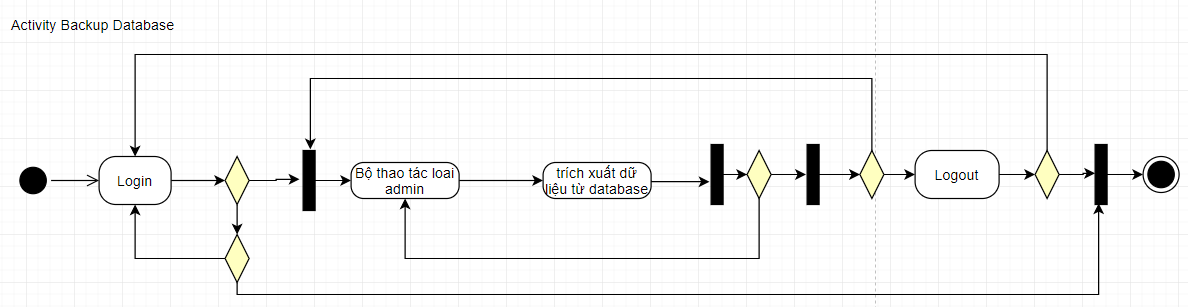 Activity Backup Database
Login
Bộ thao tác loai
admin
trích xuất dữ
liệu từ database
Logout